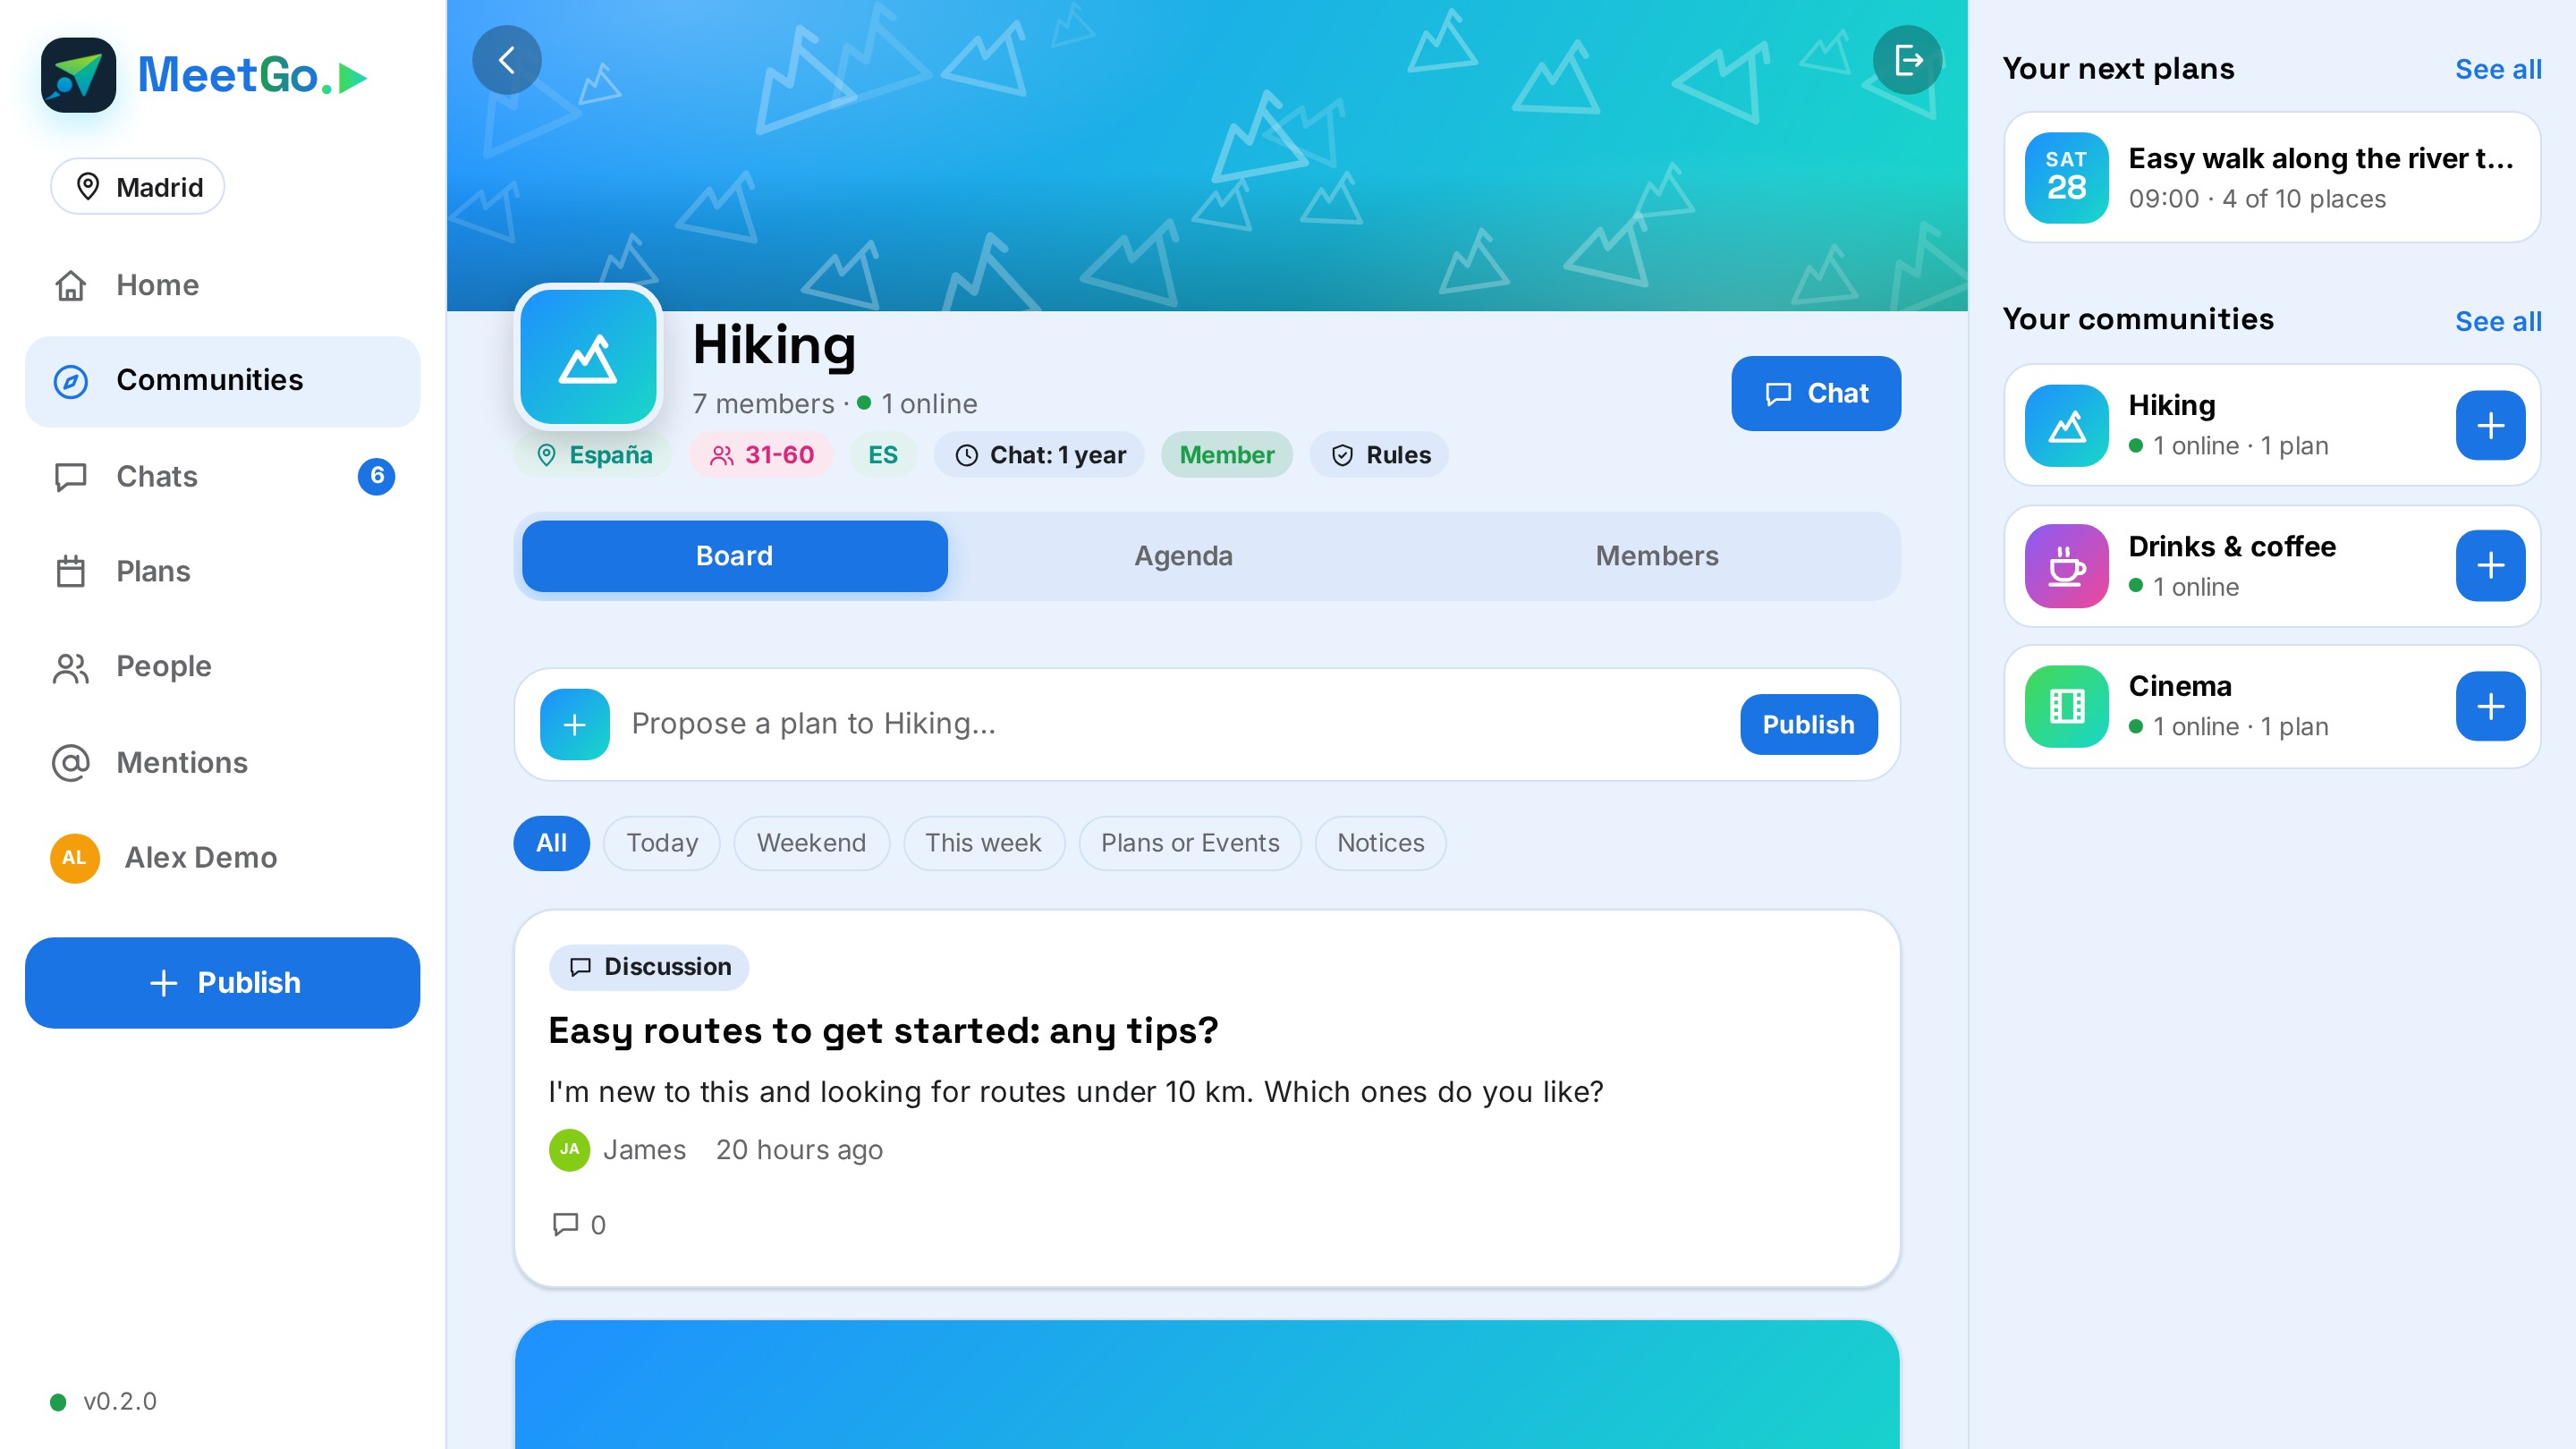 MeetGo.
Madrid
Home
Communities
Chats
6
Plans
People
Mentions
AL
Alex Demo
Publish
v0.2.0
Hiking
7 members · 1 online
Chat
España
31-60
ES
Chat: 1 year
Member
Rules
Board
Agenda
Members
Propose a plan to Hiking...
Publish
All
Today
Weekend
This week
Plans or Events
Notices
Discussion
Easy routes to get started: any tips?
I'm new to this and looking for routes under 10 km. Which ones do you like?
JA
James 20 hours ago
0
Your next plans
See all
SAT
28
Easy walk along the river t...
09:00 · 4 of 10 places
Your communities
See all
Hiking
1 online · 1 plan
Drinks & coffee
1 online
Cinema
1 online · 1 plan